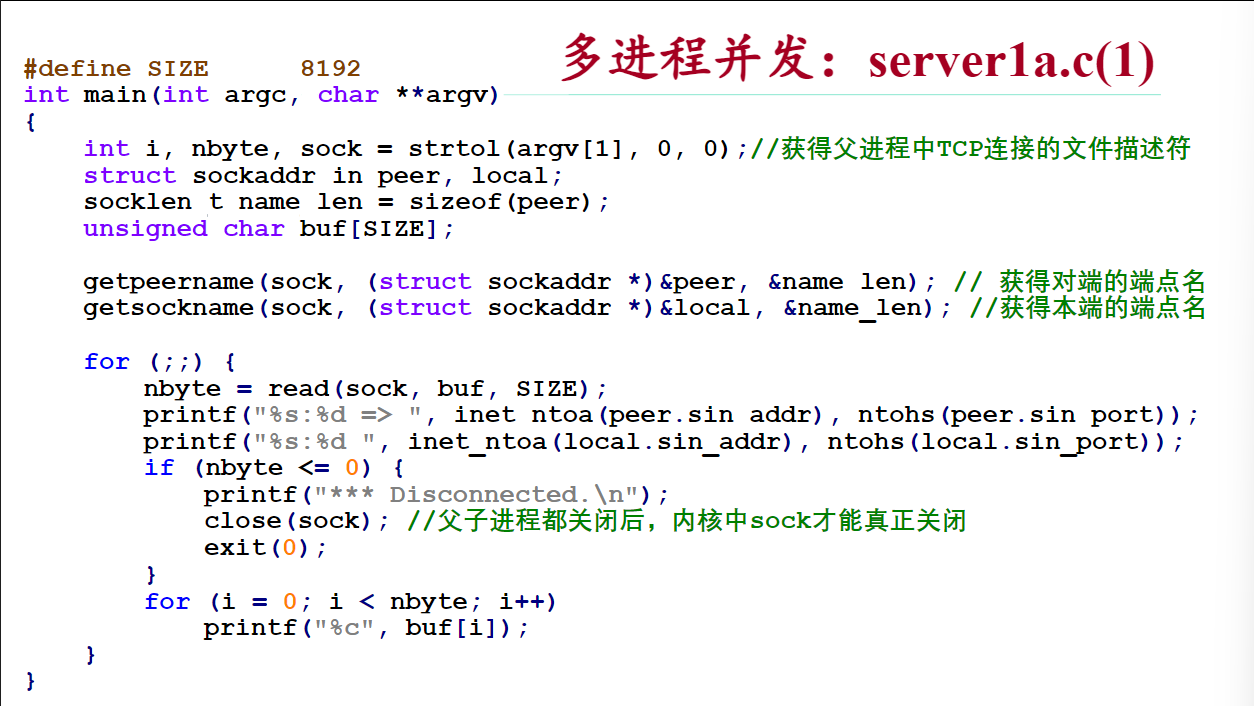 多进程并发：server1a.c(1)
#define SIZE      8192
int main(int argc, char **argv)
{
    int i, nbyte, sock = strtol(argv[1], 0, 0);//获得父进程中TCP连接的文件描述符
    struct sockaddr in peer, local;
    socklen t name len = sizeof(peer);
    unsigned char buf[SIZE];

    getpeername(sock, (struct sockaddr *)&peer, &name len); // 获得对端的端点名
    getsockname(sock, (struct sockaddr *)&local, &name_len); //获得本端的端点名

    for (;;) {
        nbyte = read(sock, buf, SIZE);
        printf("%s:%d => ", inet ntoa(peer.sin addr), ntohs(peer.sin port));
        printf("%s:%d ", inet_ntoa(local.sin_addr), ntohs(local.sin_port));
        if (nbyte <= 0) {
            printf("*** Disconnected.\n");
            close(sock); //父子进程都关闭后，内核中sock才能真正关闭
            exit(0);
        }
        for (i = 0; i < nbyte; i++)
            printf("%c", buf[i]);
    }
}